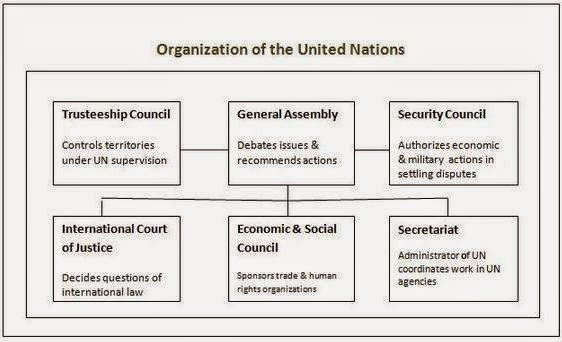 Organization of the United Nations
Trusteeship Council
Controls territories
under UN supervision
General Assembly
Debates issues &
recommends actions
Security Council
Authorizes economic
& military actions in
settling disputes
International Court
of Justice
Decides questions of
international law
Economic & Social
Council
Sponsors trade & human
rights organizations
Secretariat
Administrator of UN
coordinates work in UN
agencies